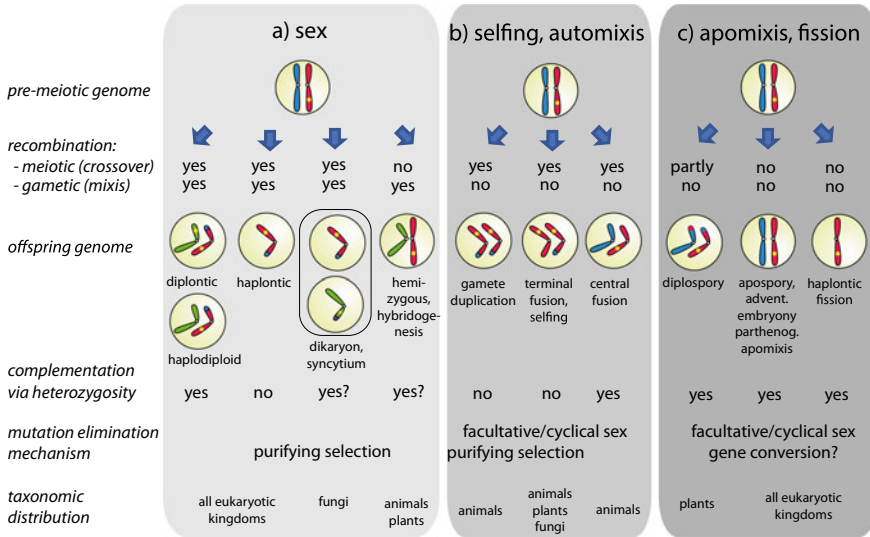 a) sex
b) selfing, automixis
c) apomixis, fission
pre-meiotic genome
recombination:
- meiotic (crossover)
yes yes yes no
yes yes yes
partly no no
- gametic (mixis)
yes yes yes yes
no no no
no no no
offspring genome
diplontic
haplontic
hemi-
zygous,
hybridoge-
nesis
gamete
duplication
terminal
fusion,
selfing
central
fusion
diplospory
apospory,
advent.
embryony
parthenog.
apomixis
haplontic
fission
haplodiploid
dikaryon,
syncytium
complementation
via heterozygosity
yes no yes? yes?
no no yes
yes yes yes
mutation elimination
mechanism
purifying selection
facultative/cyclical sex
purifying selection
facultative/cyclical sex
gene conversion?
taxonomic
distribution
all eukaryotic
kingdoms
fungi
animals
plants
animals
animals
plants
fungi
animals
plants
all eukaryotic
kingdoms